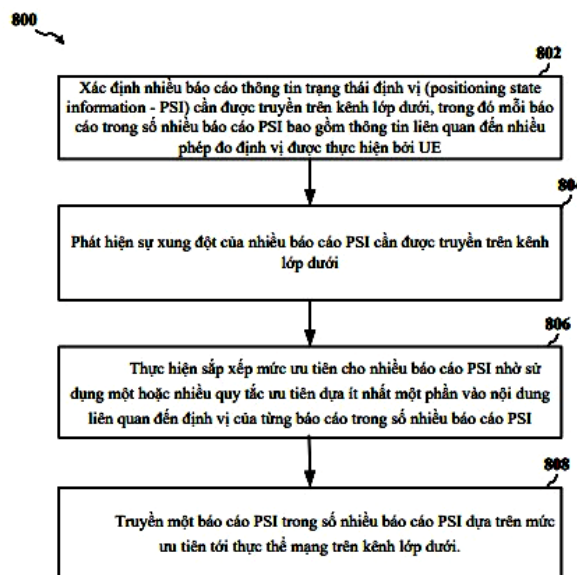 800
802
Xác định nhiều báo cáo thông tin trạng thái định vị (positioning state
information - PSI) cần được truyền trên kênh lớp dưới, trong đó mỗi báo
cáo trong số nhiều báo cáo PSI bao gồm thông tin liên quan đến nhiều
phép đo định vị được thực hiện bởi UE
804
Phát hiện sự xung đột của nhiều báo cáo PSI cần được truyền trên kênh
lớp dưới
806
Thực hiện sắp xếp mức ưu tiên cho nhiều báo cáo PSI nhờ sử
dụng một hoặc nhiều quy tắc ưu tiên dựa ít nhất một phần vào nội dung
liên quan đến định vị của từng báo cáo trong số nhiều báo cáo PSI
808
Truyền một báo cáo PSI trong số nhiều báo cáo PSI dựa trên mức
ưu tiên tới thực thể mạng trên kênh lớp dưới.